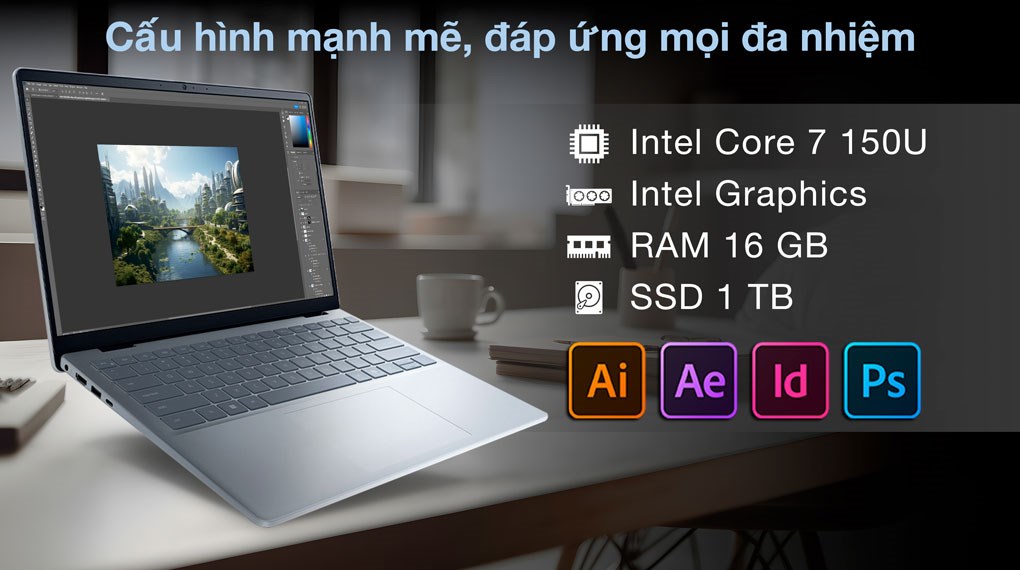 Cấu hình mạnh mẽ, đáp ứng mọi đa nhiệm
Intel Core 7 150U
Intel Graphics
RAM 16 GB
SSD 1 TB
Ai Ae Id Ps